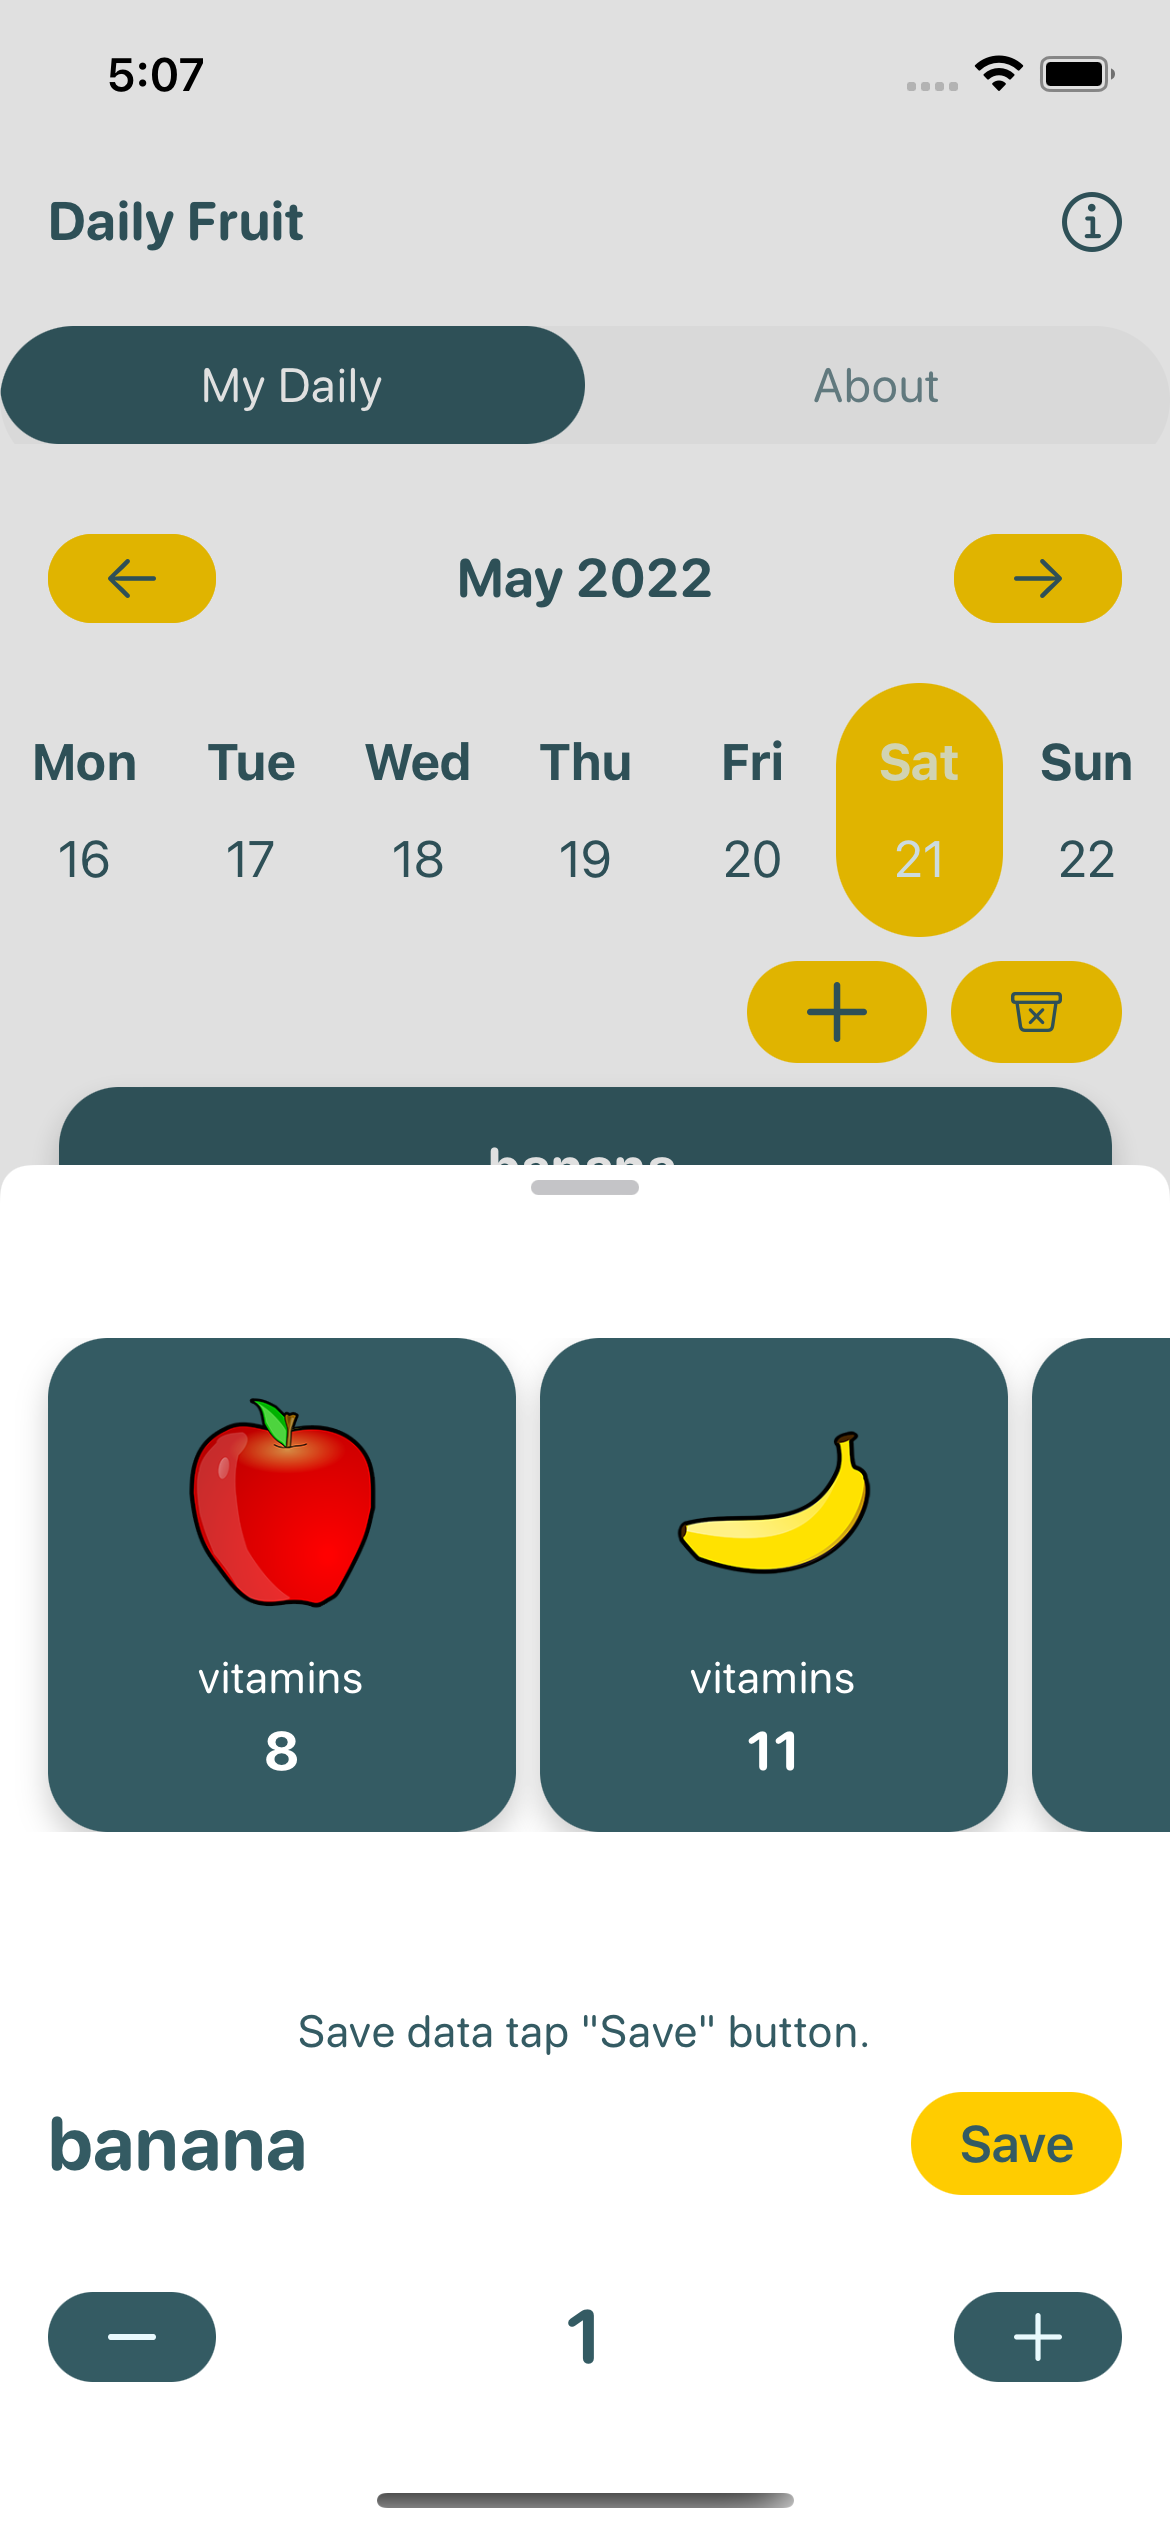 5:07
Daily Fruit
My Daily About
May 2022
Mon Tue Wed Thu Fri Sat Sun
16 17 18 19 20 21 22
banana
vitamins vitamins
8 11
Save data tap "Save" button.
banana Save
1